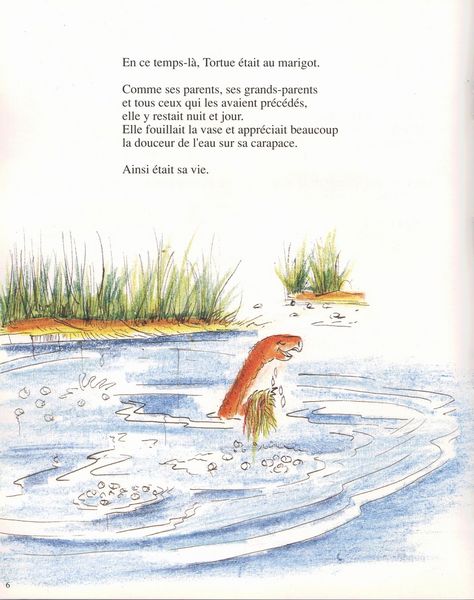 En ce temps-là, Tortue était au marigot.
Comme ses parents, ses grands-parents
et tous ceux qui les avaient précédés,
elle y restait nuit et jour.
Elle fouillait la vase et appréciait beaucoup
la douceur de l'eau sur sa carapace.
Ainsi était sa vie.
6